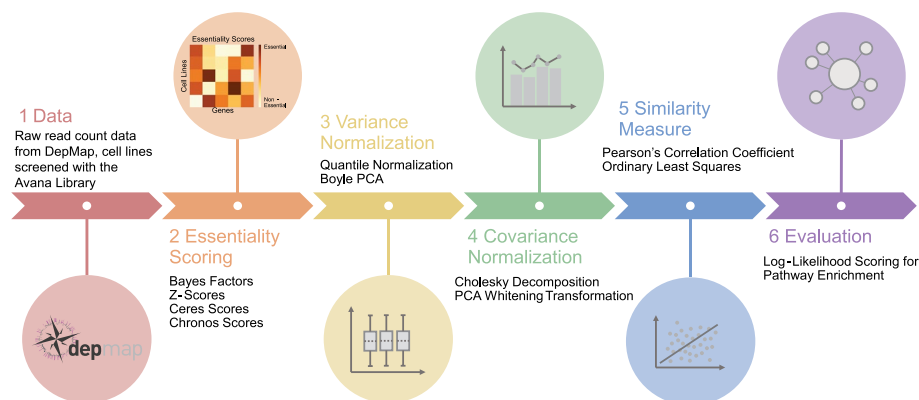 1 Data
Raw read count data
from DepMap, cell lines
screened with the
Avana Library
depmap
Essentiality Scores
Cell Lines
Genes
Essential
Non -
Essential
2 Essentiality
Scoring
Bayes Factors
Z-Scores
Ceres Scores
Chronos Scores
3 Variance
Normalization
Quantile Normalization
Boyle PCA
4 Covariance
Normalization
Cholesky Decomposition
PCA Whitening Transformation
5 Similarity
Measure
Pearson's Correlation Coefficient
Ordinary Least Squares
6 Evaluation
Log-Likelihood Scoring for
Pathway Enrichment